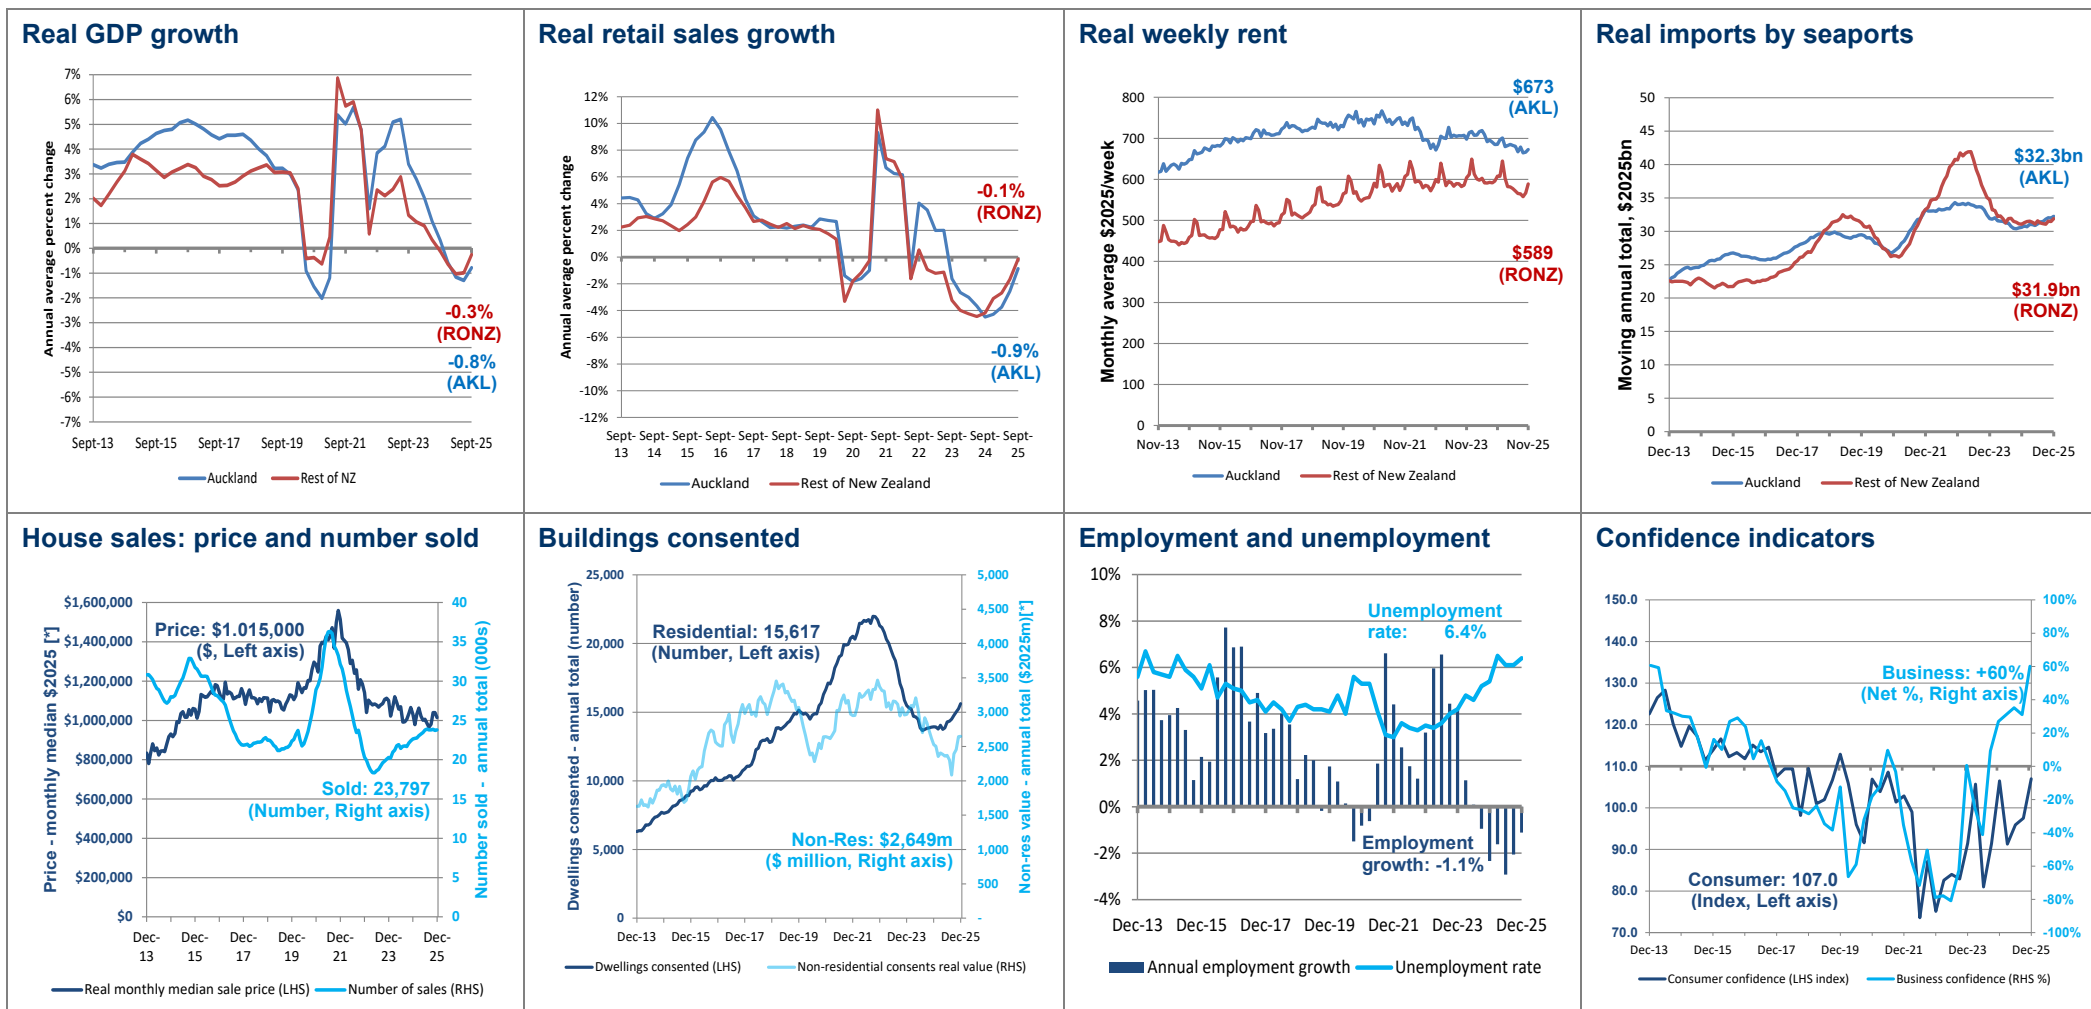 Real GDP growth
Annual average percent change
7%
6%
5%
4%
3%
2%
1%
0%
-1%
-2%
-3%
-4%
-5%
-6%
-7%
-0.3%
(RONZ)
-0.8%
(AKL)
Sept-13 Sept-15 Sept-17 Sept-19 Sept-21 Sept-23 Sept-25
Auckland Rest of NZ
Real retail sales growth
Annual average percent change
12%
10%
8%
6%
4%
2%
0%
-2%
-4%
-6%
-8%
-10%
-12%
-0.1%
(RONZ)
-0.9%
(AKL)
Sept- Sept- Sept- Sept- Sept- Sept- Sept- Sept- Sept- Sept- Sept- Sept- Sept-
13 14 15 16 17 18 19 20 21 22 23 24 25
Auckland Rest of New Zealand
Real weekly rent
Monthly average $2025/week
800
700
600
500
400
300
200
100
0
$673
(AKL)
$589
(RONZ)
Nov-13 Nov-15 Nov-17 Nov-19 Nov-21 Nov-23 Nov-25
Auckland Rest of New Zealand
Real imports by seaports
Moving annual total, $2025bn
50
45
40
35
30
25
20
15
10
5
0
$32.3bn
(AKL)
$31.9bn
(RONZ)
Dec-13 Dec-15 Dec-17 Dec-19 Dec-21 Dec-23 Dec-25
Auckland Rest of New Zealand
House sales: price and number sold
Price - monthly median $2025 [*]
$1,600,000
$1,400,000
$1,200,000
$1,000,000
$800,000
$600,000
$400,000
$200,000
$0
Price: $1.015,000
($, Left axis)
Sold: 23,797
(Number, Right axis)
40
35
30
25
20
15
10
5
0
Number sold - annual total (000s)
Dec- Dec- Dec- Dec- Dec- Dec- Dec-
13 15 17 19 21 23 25
Real monthly median sale price (LHS) Number of sales (RHS)
Buildings consented
Dwellings consented - annual total (number)
25,000
20,000
15,000
10,000
5,000
0
Residential: 15,617
(Number, Left axis)
Non-Res: $2,649m
($ million, Right axis)
5,000
4,500
4,000
3,500
3,000
2,500
2,000
1,500
1,000
500
-
Non-res value - annual total ($2025m)[*]
Dec-13 Dec-15 Dec-17 Dec-19 Dec-21 Dec-23 Dec-25
Dwellings consented (LHS) Non-residential consents real value (RHS)
Employment and unemployment
10%
8%
6%
4%
2%
0%
-2%
-4%
Unemployment
rate: 6.4%
Employment
growth: -1.1%
Dec-13 Dec-15 Dec-17 Dec-19 Dec-21 Dec-23 Dec-25
Annual employment growth Unemployment rate
Confidence indicators
150.0
140.0
130.0
120.0
110.0
100.0
90.0
80.0
70.0
Business: +60%
(Net %, Right axis)
Consumer: 107.0
(Index, Left axis)
100%
80%
60%
40%
20%
0%
-20%
-40%
-60%
-80%
-100%
Dec-13 Dec-15 Dec-17 Dec-19 Dec-21 Dec-23 Dec-25
Consumer confidence (LHS index) Business confidence (RHS %)